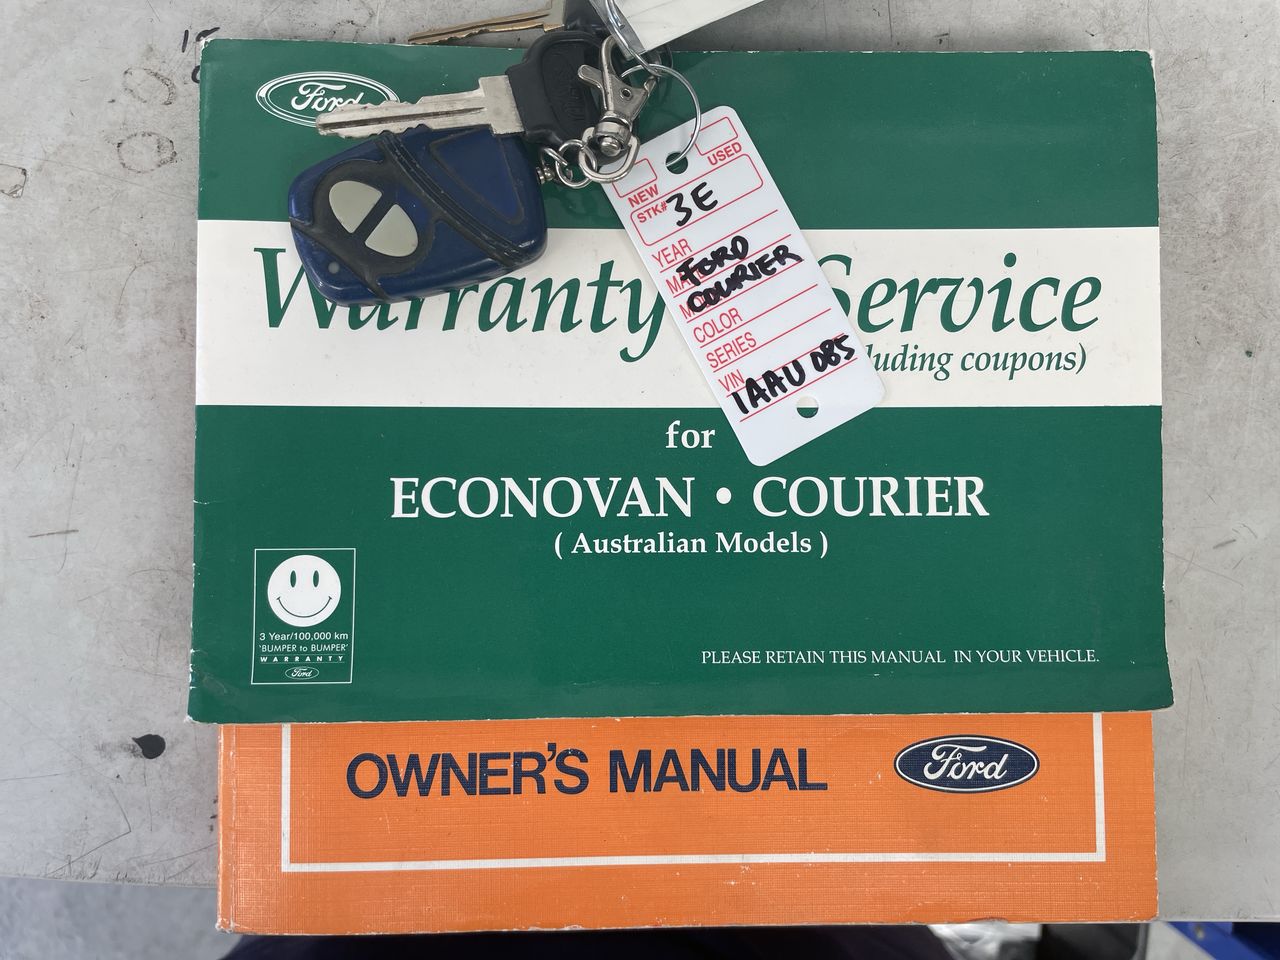 Ford
NEW
USED
STK# 3E
YEAR
FORD
COURIER
COLOR
SERIES
VIN
1AAU 085
Warranty Service
luding coupons)
for
ECONOVAN • COURIER
( Australian Models )
3 Year/100,000 km
'BUMPER to BUMPER'
WARRANTY
Ford
PLEASE RETAIN THIS MANUAL IN YOUR VEHICLE.
OWNER'S MANUAL
Ford